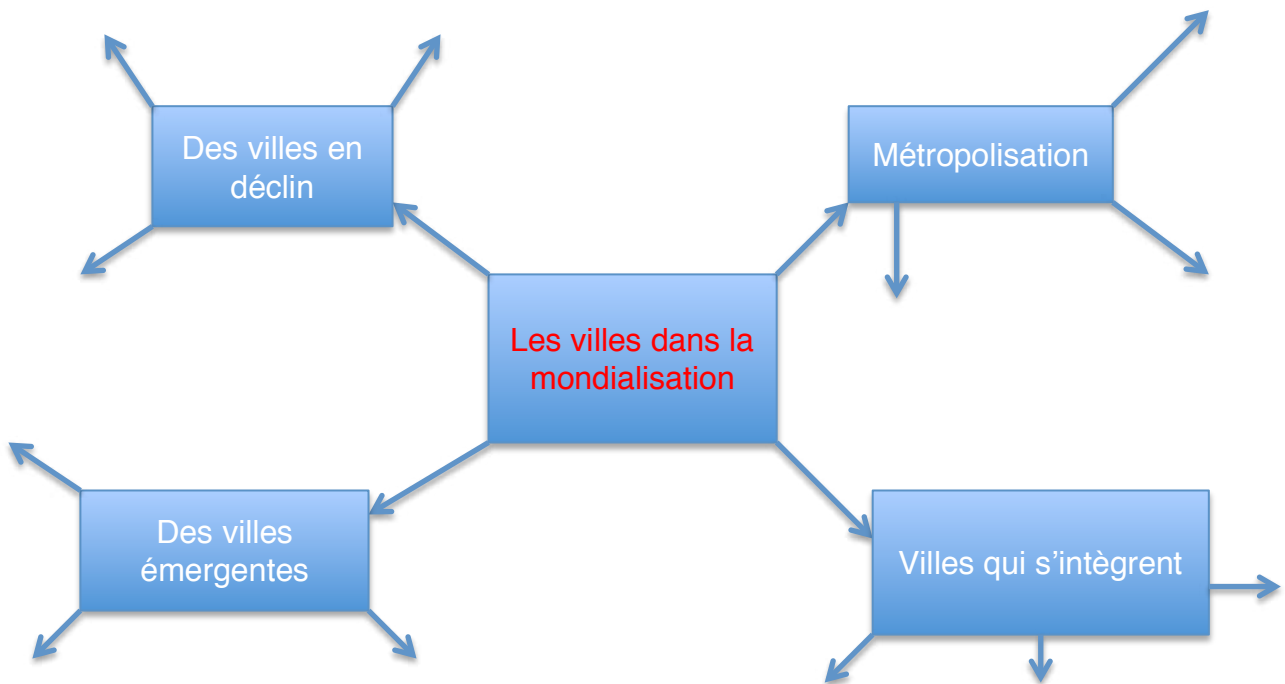 Des villes en
déclin
Métropolisation
Les villes dans la
mondialisation
Des villes
émergentes
Villes qui s’intègrent